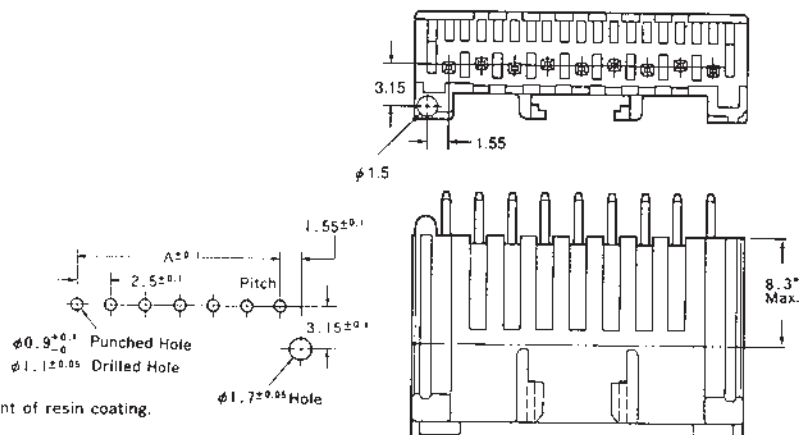 3.15
1.55
ϕ1.5
1.55±0.1
A±0.1
2.5±0.1 Pitch
8.3*
Max.
3.15±0.1
ϕ0.9 +0.1 -0 Punched Hole
ϕ1.1±0.05 Drilled Hole
ϕ1.7±0.05 Hole
nt of resin coating.